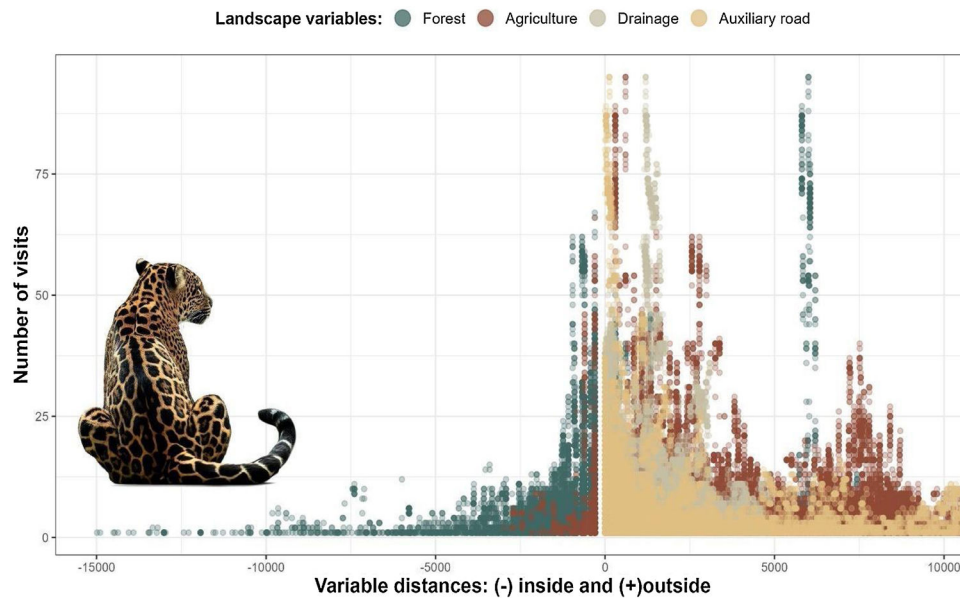 Landscape variables: Forest Agriculture Drainage Auxiliary road
Number of visits
75
50
25
0
-15000 -10000 -5000 0 5000 10000
Variable distances: (-) inside and (+)outside